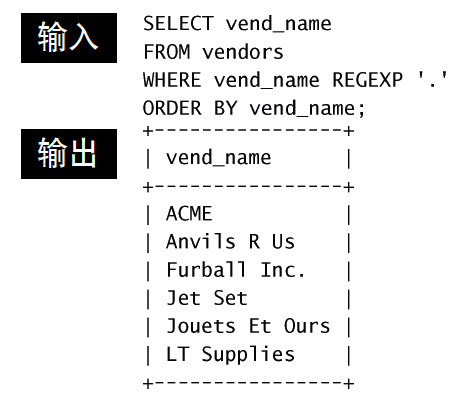 输入
SELECT vend_name
FROM vendors
WHERE vend_name REGEXP '.'
ORDER BY vend_name;
输出
+----------------+
| vend_name      |
+----------------+
| ACME           |
| Anvils R Us    |
| Furball Inc.   |
| Jet Set        |
| Jouets Et Ours |
| LT Supplies    |
+----------------+